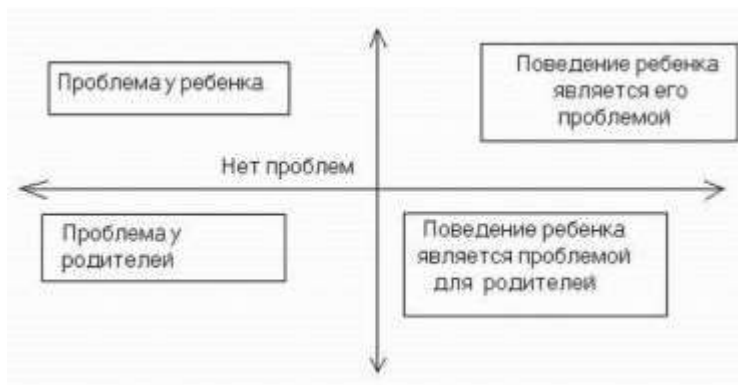 Проблема у ребенка
Поведение ребенка
является его
проблемой
Нет проблем
Проблема у
родителей
Поведение ребенка
является проблемой
для родителей